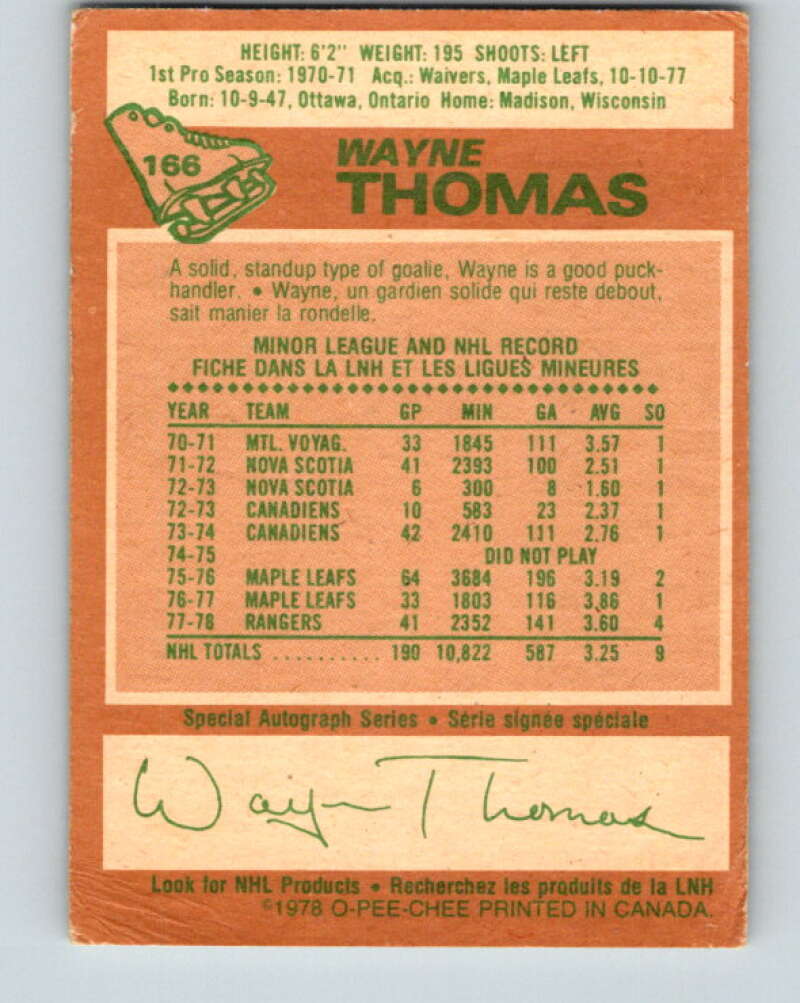 HEIGHT: 6'2" WEIGHT: 195 SHOOTS: LEFT
1st Pro Season: 1970-71 Acq.: Waivers, Maple Leafs, 10-10-77
Born: 10-9-47, Ottawa, Ontario Home: Madison, Wisconsin
166
WAYNE
THOMAS
A solid, standup type of goalie, Wayne is a good puck-
handler. • Wayne, un gardien solide qui reste debout,
sait manier la rondelle.
MINOR LEAGUE AND NHL RECORD
FICHE DANS LA LNH ET LES LIGUES MINEURES
YEAR TEAM GP MIN GA AVG SO
70-71 MTL. VOYAG. 33 1845 111 3.57 1
71-72 NOVA SCOTIA 41 2393 100 2.51 1
72-73 NOVA SCOTIA 6 300 8 1.60 1
72-73 CANADIENS 10 583 23 2.37 1
73-74 CANADIENS 42 2410 111 2.76 1
74-75 DID NOT PLAY
75-76 MAPLE LEAFS 64 3684 196 3.19 2
76-77 MAPLE LEAFS 33 1803 116 3.86 1
77-78 RANGERS 41 2352 141 3.60 4
NHL TOTALS .......... 190 10,822 587 3.25 9
Special Autograph Series • Série signée spéciale
Wayne Thomas
Look for NHL Products • Recherchez les produits de la LNH
©1978 O-PEE-CHEE PRINTED IN CANADA.